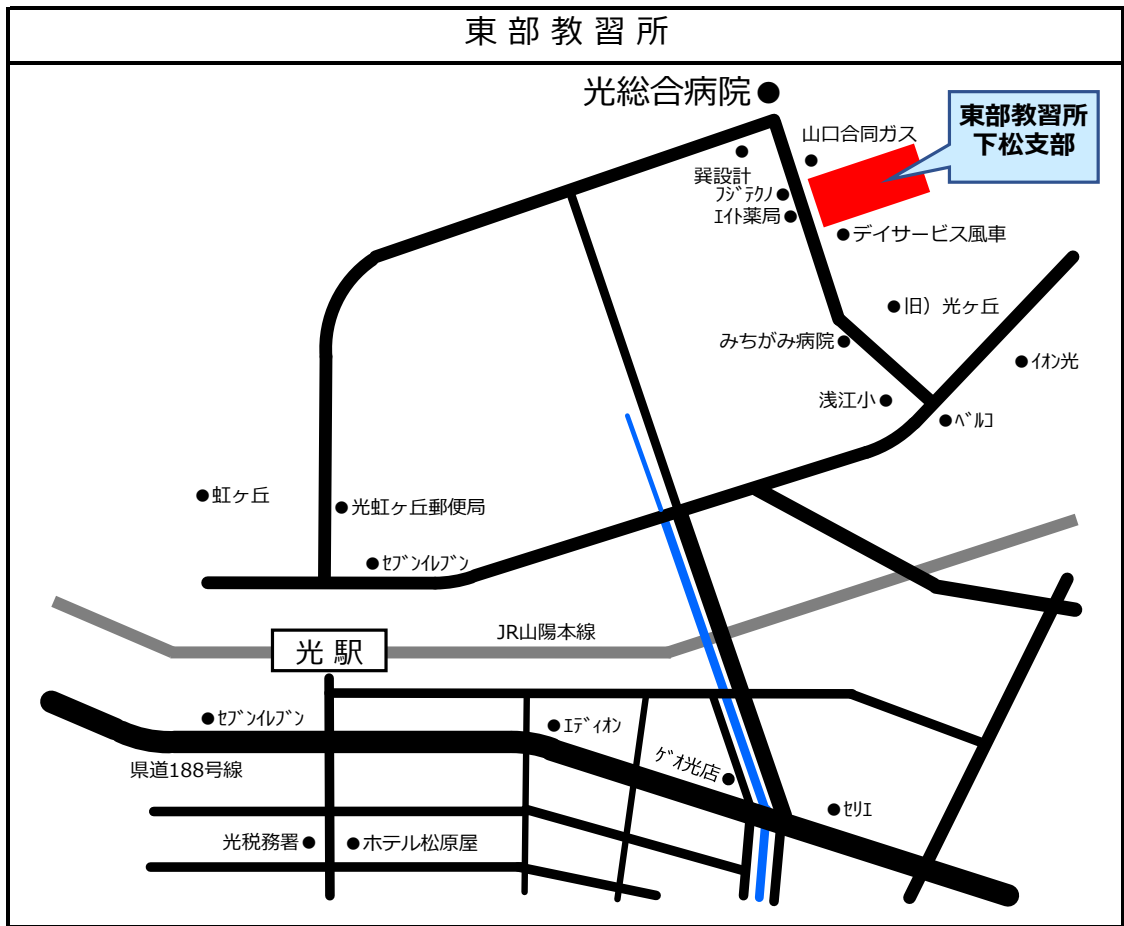 東部教習所
光総合病院
東部教習所
下松支部
山口合同ガス
巽設計
ﾌｼﾞﾃｸﾉ
ｴｲﾄ薬局
デイサービス風車
旧）光ヶ丘
みちがみ病院
ｲｵﾝ光
浅江小
ﾍﾞﾙｺ
虹ヶ丘
光虹ヶ丘郵便局
ｾﾌﾞﾝｲﾚﾌﾞﾝ
JR山陽本線
光駅
ｾﾌﾞﾝｲﾚﾌﾞﾝ
ｴﾃﾞｨｵﾝ
県道188号線
ｹﾞｵ光店
ｾﾘｴ
光税務署
ホテル松原屋